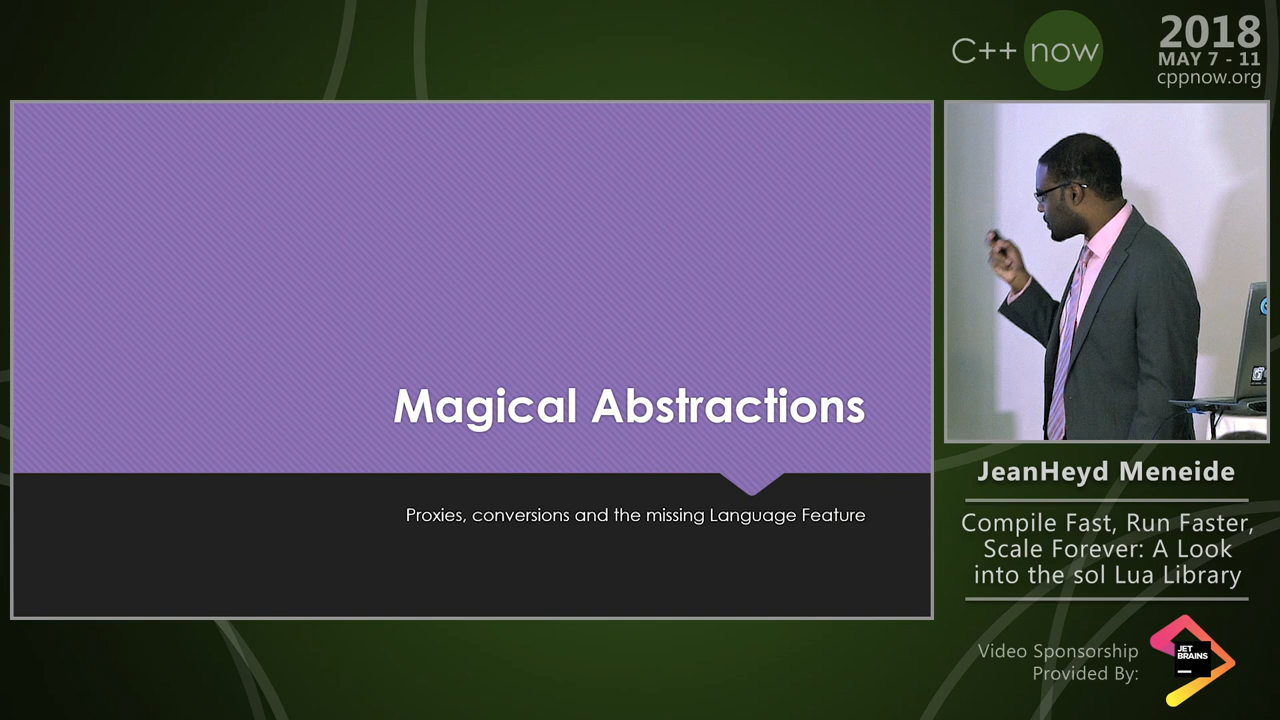 C++ now
2018
MAY 7 - 11
cppnow.org
Magical Abstractions
Proxies, conversions and the missing Language Feature
JeanHeyd Meneide
Compile Fast, Run Faster,
Scale Forever: A Look
into the sol Lua Library
Video Sponsorship
Provided By:
JET
BRAINS